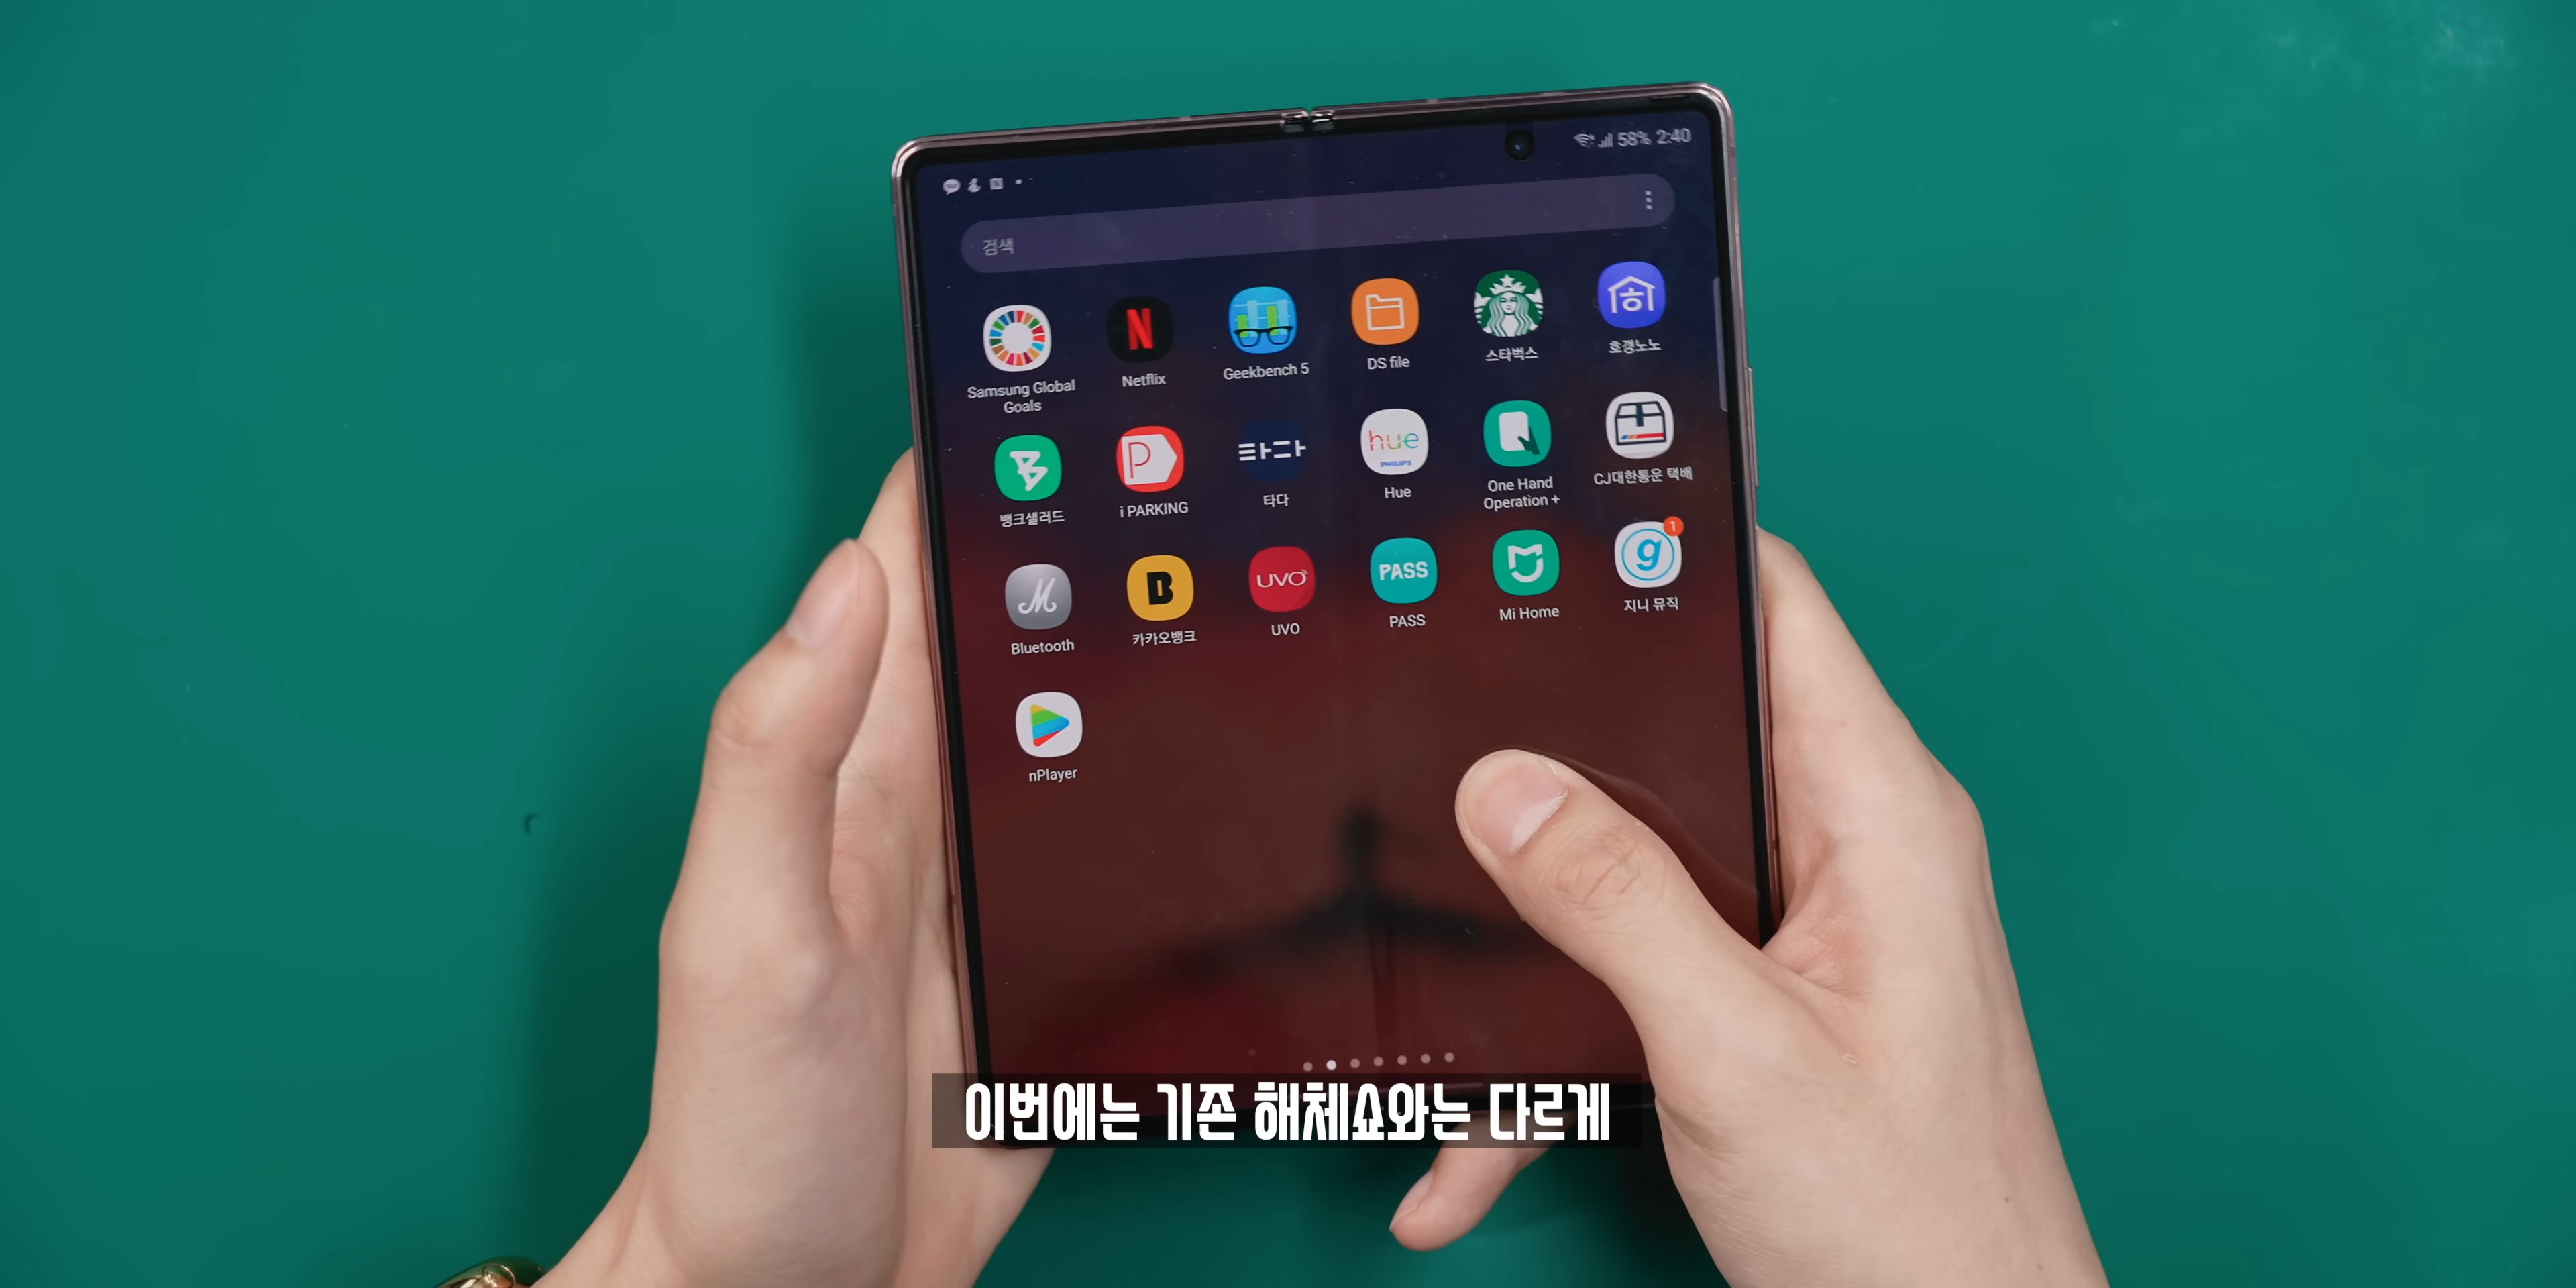 58% 2:40
검색
Samsung Global
Goals
N
Netflix
Geekbench 5
DS file
스타벅스
호갱노노
뱅크샐러드
P
i PARKING
타다
타다
hue
PHILIPS
Hue
One Hand
Operation +
CJ대한통운 택배
M
Bluetooth
B
카카오뱅크
UVO
UVO
PASS
PASS
Mi Home
1
g
지니 뮤직
nPlayer
이번에는 기존 해체쇼와는 다르게